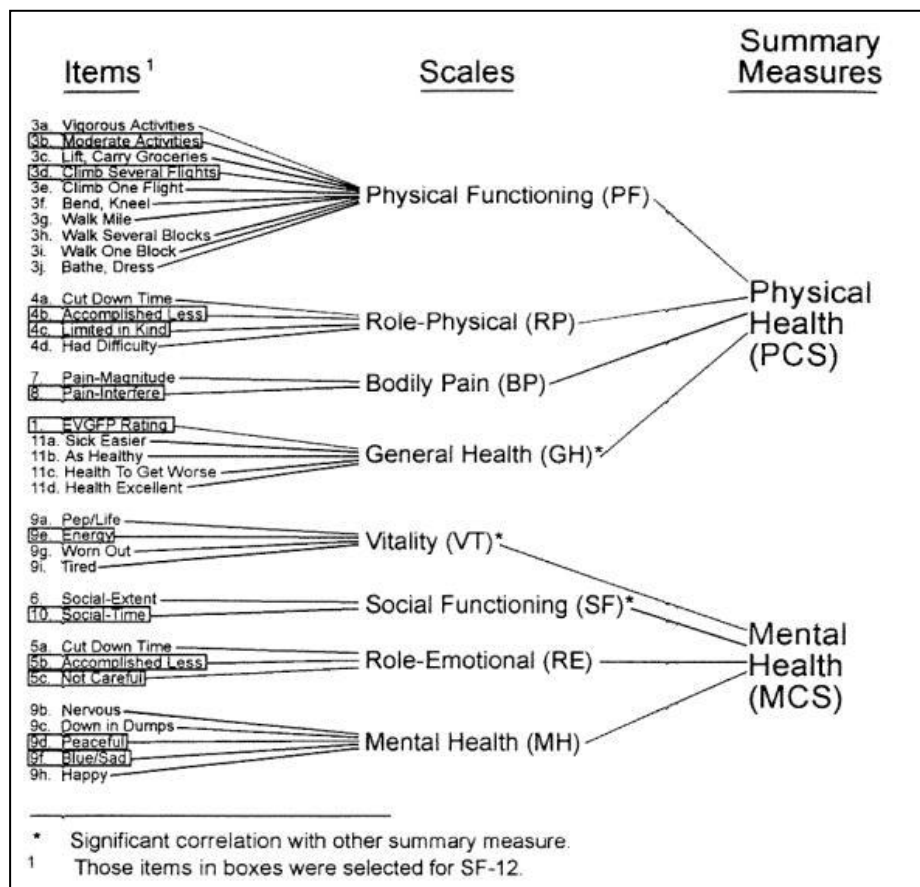 Items 1
Scales
Summary
Measures
3a. Vigorous Activities
3b. Moderate Activities
3c. Lift, Carry Groceries
3d. Climb Several Flights
3e. Climb One Flight
3f. Bend, Kneel
3g. Walk Mile
3h. Walk Several Blocks
3i. Walk One Block
3j. Bathe, Dress
Physical Functioning (PF)
4a. Cut Down Time
4b. Accomplished Less
4c. Limited in Kind
4d. Had Difficulty
Role-Physical (RP)
7. Pain-Magnitude
8. Pain-Interfere
Bodily Pain (BP)
1. EVGFP Rating
11a. Sick Easier
11b. As Healthy
11c. Health To Get Worse
11d. Health Excellent
General Health (GH)*
Physical
Health
(PCS)
9a. Pep/Life
9e. Energy
9g. Worn Out
9i. Tired
Vitality (VT)*
6. Social-Extent
10. Social-Time
Social Functioning (SF)*
5a. Cut Down Time
5b. Accomplished Less
5c. Not Careful
Role-Emotional (RE)
9b. Nervous
9c. Down in Dumps
9d. Peaceful
9f. Blue/Sad
9h. Happy
Mental Health (MH)
Mental
Health
(MCS)
* Significant correlation with other summary measure.
1 Those items in boxes were selected for SF-12.